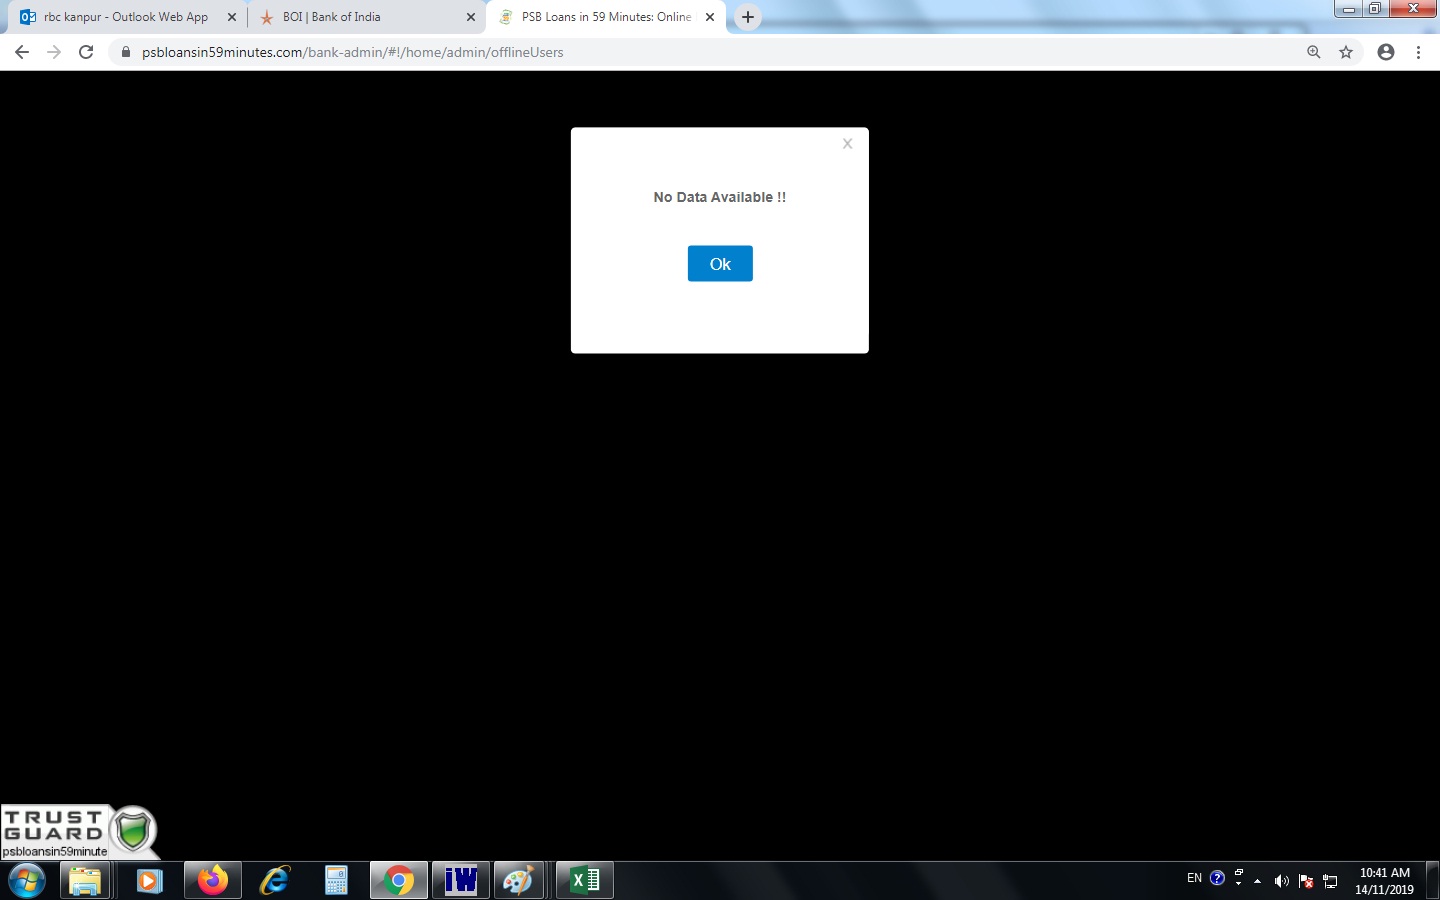 rbc kanpur - Outlook Web App
BOI | Bank of India
PSB Loans in 59 Minutes: Online
psbloansin59minutes.com/bank-admin/#!/home/admin/offlineUsers
X
No Data Available !!
Ok
TRUST
GUARD
psbloansin59minute
iW
EN
10:41 AM
14/11/2019